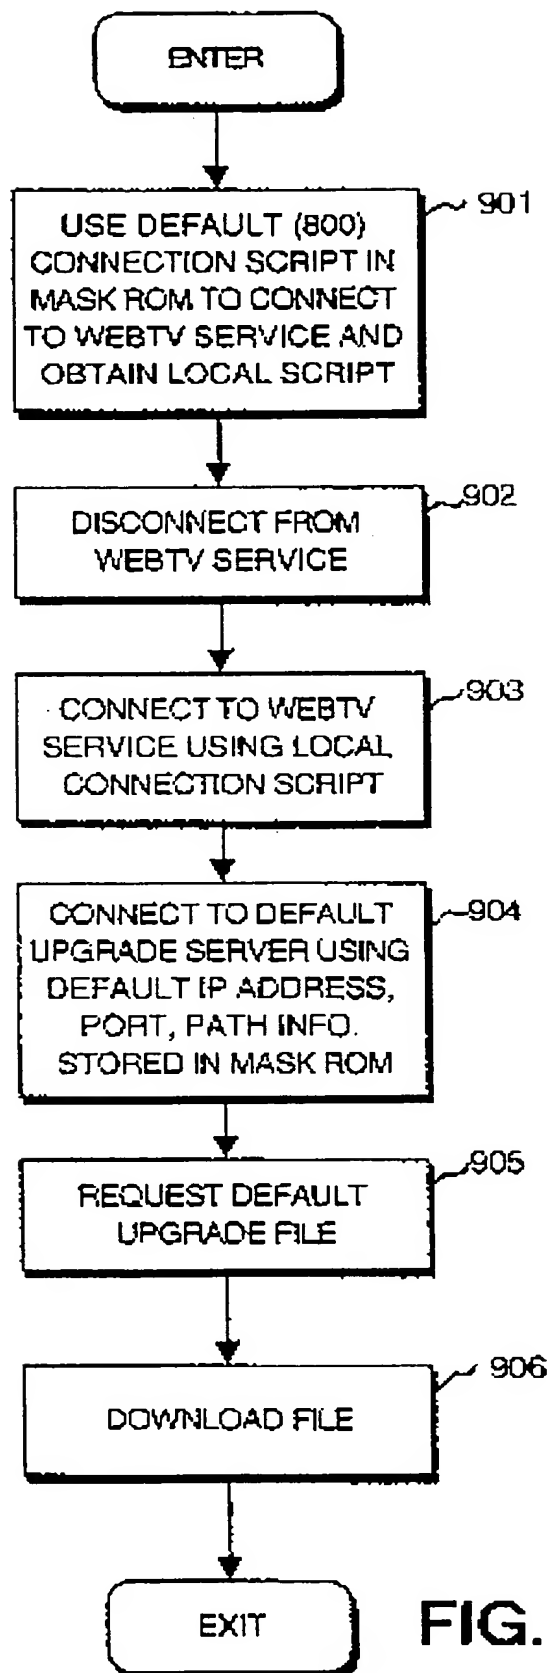 ENTER
901
USE DEFAULT (800)
CONNECTION SCRIPT IN
MASK ROM TO CONNECT
TO WEBTV SERVICE AND
OBTAIN LOCAL SCRIPT
902
DISCONNECT FROM
WEBTV SERVICE
903
CONNECT TO WEBTV
SERVICE USING LOCAL
CONNECTION SCRIPT
904
CONNECT TO DEFAULT
UPGRADE SERVER USING
DEFAULT IP ADDRESS,
PORT, PATH INFO.
STORED IN MASK ROM
905
REQUEST DEFAULT
UPGRADE FILE
906
DOWNLOAD FILE
EXIT
FIG.